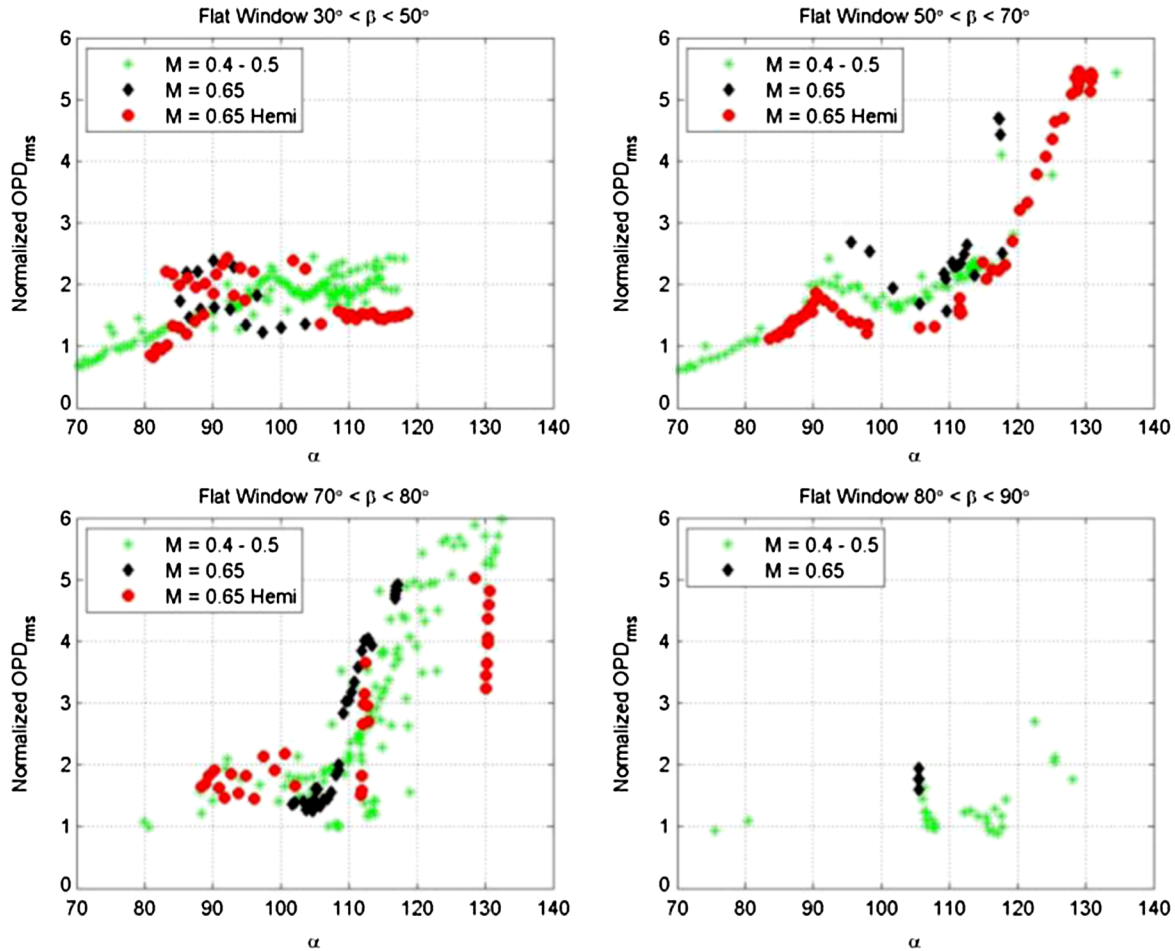 Flat Window 30° < β < 50°
6
5
4
3
2
1
0
Normalized OPDrms
M = 0.4 - 0.5
M = 0.65
M = 0.65 Hemi
70 80 90 100 110 120 130 140
α
Flat Window 50° < β < 70°
6
5
4
3
2
1
0
Normalized OPDrms
M = 0.4 - 0.5
M = 0.65
M = 0.65 Hemi
70 80 90 100 110 120 130 140
α
Flat Window 70° < β < 80°
6
5
4
3
2
1
0
Normalized OPDrms
M = 0.4 - 0.5
M = 0.65
M = 0.65 Hemi
70 80 90 100 110 120 130 140
α
Flat Window 80° < β < 90°
6
5
4
3
2
1
0
Normalized OPDrms
M = 0.4 - 0.5
M = 0.65
70 80 90 100 110 120 130 140
α